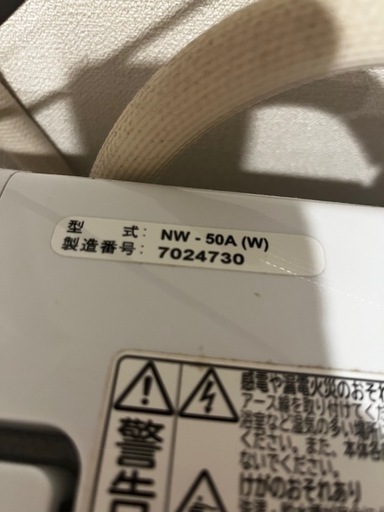 型 式: NW - 50A (W)
製造番号: 7024730
警告
感電や漏電火災のおそれ
アース線を取り付けてく
浴室など湿気の多い場所
ください。また、本体各
ないでください。
けがのおそれあり